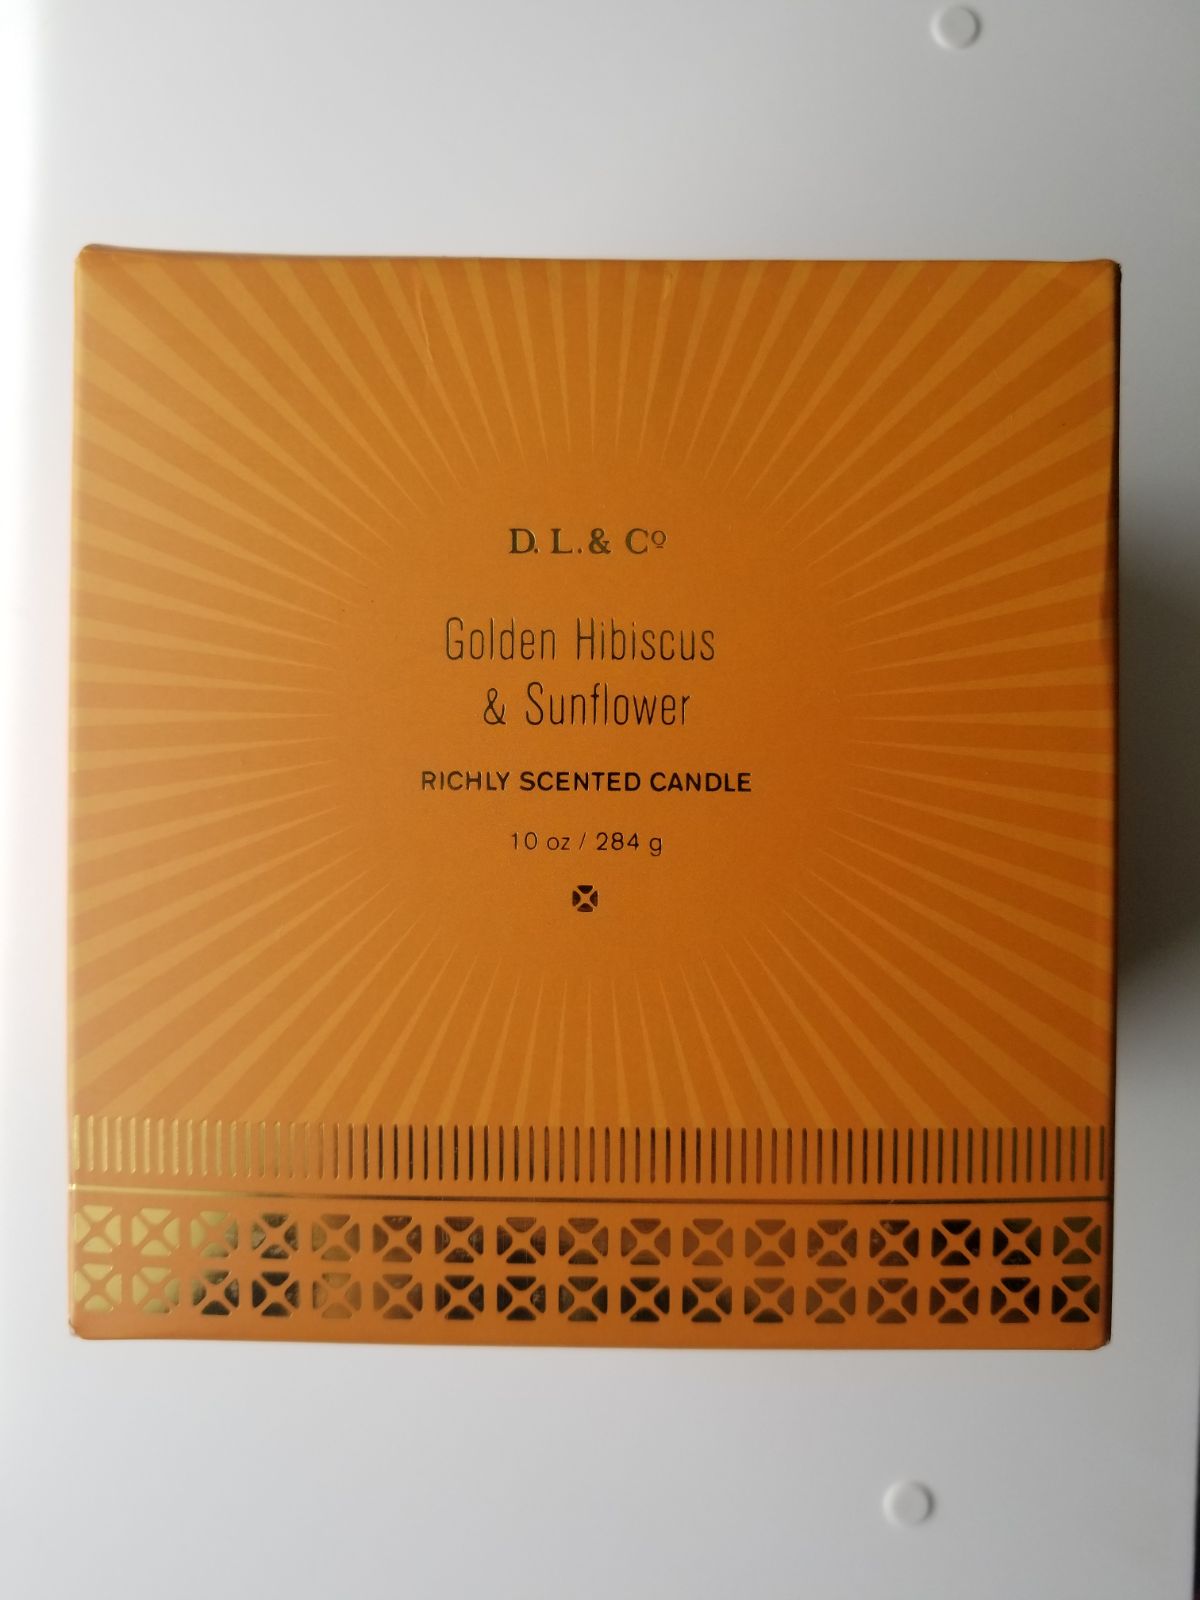 D. L. & Cº
Golden Hibiscus
& Sunflower
RICHLY SCENTED CANDLE
10 oz / 284 g